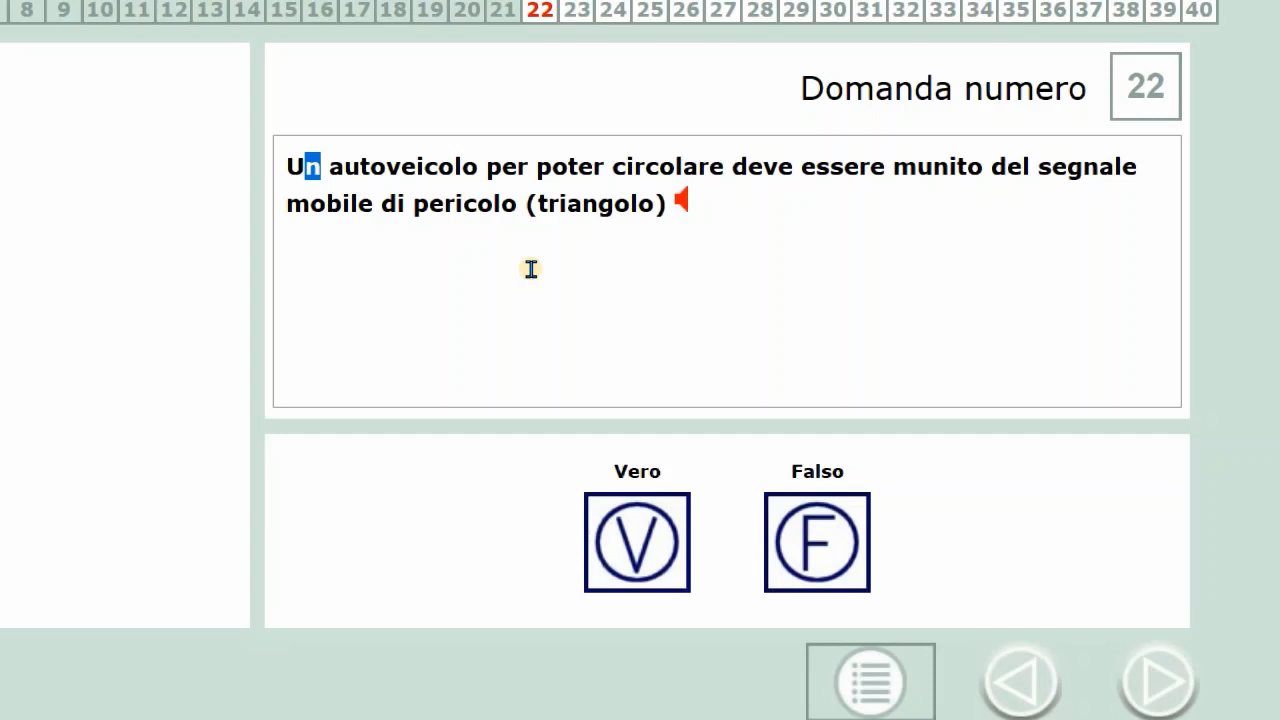 8 9 10 11 12 13 14 15 16 17 18 19 20 21 22 23 24 25 26 27 28 29 30 31 32 33 34 35 36 37 38 39 40
Domanda numero 22
Un autoveicolo per poter circolare deve essere munito del segnale
mobile di pericolo (triangolo)
Vero Falso
V F